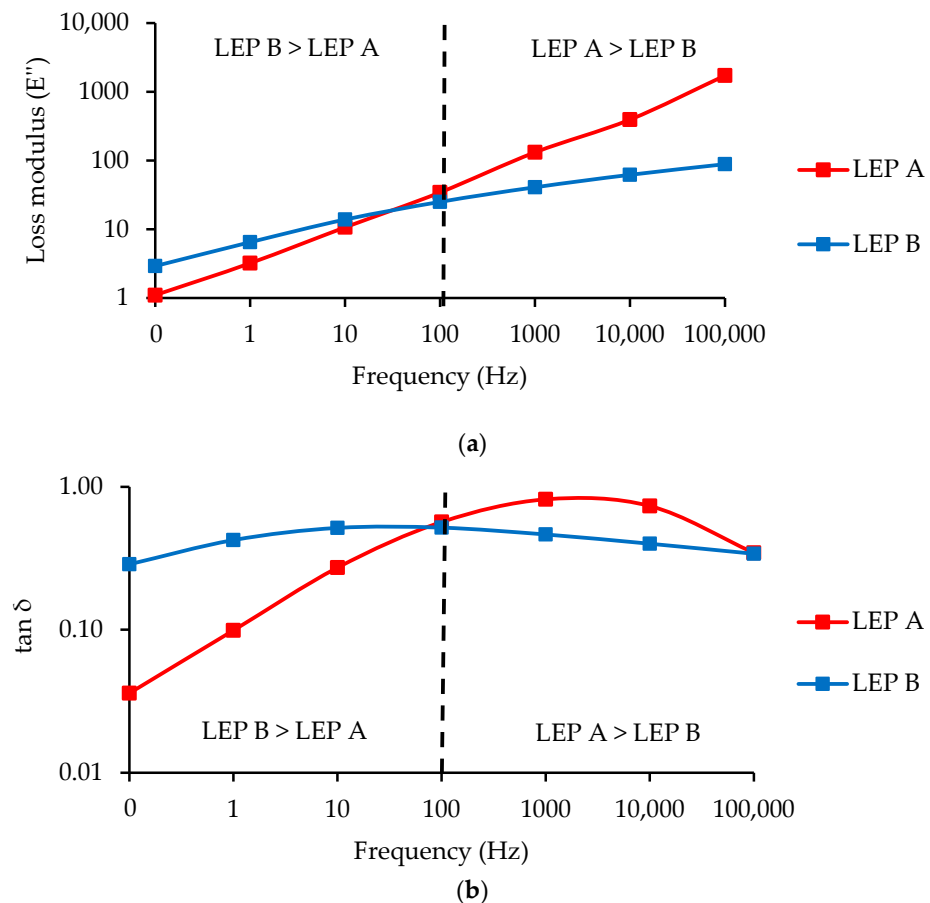 10,000
1000
100
10
1
Loss modulus (E")
LEP B > LEP A
LEP A > LEP B
LEP A
LEP B
0 1 10 100 1000 10,000 100,000
Frequency (Hz)
(a)
1.00
0.10
0.01
tan δ
LEP A
LEP B
LEP B > LEP A
LEP A > LEP B
0 1 10 100 1000 10,000 100,000
Frequency (Hz)
(b)